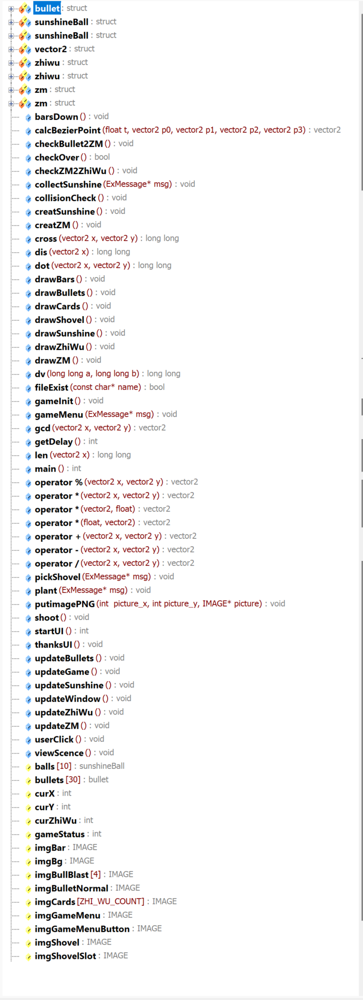 bullet : struct
sunshineBall : struct
sunshineBall : struct
vector2 : struct
zhiwu : struct
zhiwu : struct
zm : struct
zm : struct
barsDown () : void
calcBezierPoint (float t, vector2 p0, vector2 p1, vector2 p2, vector2 p3) : vector2
checkBullet2ZM () : void
checkOver () : bool
checkZM2ZhiWu () : void
collectSunshine (ExMessage* msg) : void
collisionCheck () : void
creatSunshine () : void
creatZM () : void
cross (vector2 x, vector2 y) : long long
dis (vector2 x) : long long
dot (vector2 x, vector2 y) : long long
drawBars () : void
drawBullets () : void
drawCards () : void
drawShovel () : void
drawSunshine () : void
drawZhiWu () : void
drawZM () : void
dv (long long a, long long b) : long long
fileExist (const char* name) : bool
gameInit () : void
gameMenu (ExMessage* msg) : void
gcd (vector2 x, vector2 y) : vector2
getDelay () : int
len (vector2 x) : long long
main () : int
operator % (vector2 x, vector2 y) : vector2
operator * (vector2 x, vector2 y) : vector2
operator * (vector2, float) : vector2
operator * (float, vector2) : vector2
operator + (vector2 x, vector2 y) : vector2
operator - (vector2 x, vector2 y) : vector2
operator / (vector2 x, vector2 y) : vector2
pickShovel (ExMessage* msg) : void
plant (ExMessage* msg) : void
putimagePNG (int  picture_x, int picture_y, IMAGE* picture) : void
shoot () : void
startUI () : int
thanksUI () : void
updateBullets () : void
updateGame () : void
updateSunshine () : void
updateWindow () : void
updateZhiWu () : void
updateZM () : void
userClick () : void
viewScence () : void
balls [10] : sunshineBall
bullets [30] : bullet
curX : int
curY : int
curZhiWu : int
gameStatus : int
imgBar : IMAGE
imgBg : IMAGE
imgBullBlast [4] : IMAGE
imgBulletNormal : IMAGE
imgCards [ZHI_WU_COUNT] : IMAGE
imgGameMenu : IMAGE
imgGameMenuButton : IMAGE
imgShovel : IMAGE
imgShovelSlot : IMAGE